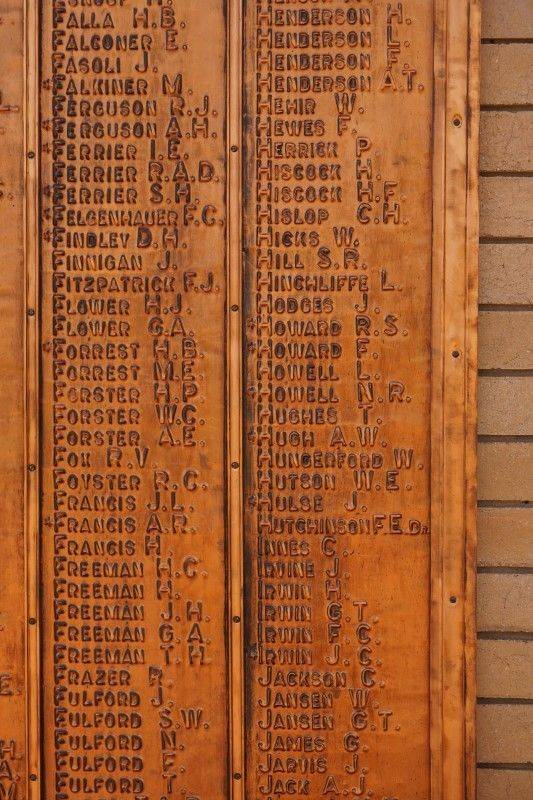 FALLA H.B.
FALCONER E.
FASOLI J.
*FALKINER M.
FERGUSON R.J.
*FERGUSON A.H.
*FERRIER I.E.
FERRIER R.A.D.
*FERRIER S.H.
*FELGENHAUER F.C.
*FINDLEY D.H.
FINNIGAN J.
FITZPATRICK F.J.
FLOWER H.J.
FLOWER G.A.
*FORREST H.B.
FORREST M.E.
FORSTER H.P.
FORSTER W.C.
FORSTER A.E.
FOX R.V.
FOYSTER R.C.
FRANCIS J.L.
*FRANCIS A.R.
FRANCIS H.
FREEMAN H.C.
FREEMAN H.
FREEMAN J.H.
FREEMAN G.A.
FREEMAN T.H.
FRAZER R.
FULFORD J.
FULFORD S.W.
FULFORD N.
FULFORD F.
FULFORD T.
HENDERSON H.
HENDERSON L.
HENDERSON F.
HENDERSON A.T.
HEHIR W.
HEWES F.
HERRICK P.
HISCOCK H.
HISCOCK H.F.
HISLOP C.H.
HICKS W.
HILL S.R.
HINCHLIFFE L.
HODGES J.
*HOWARD R.S.
*HOWARD F.
HOWELL L.
*HOWELL N.R.
HUGHES T.
*HUGH A.W.
HUNGERFORD W.
HUTSON W.E.
*HULSE J.
HUTCHINSON F.E. DR.
INNES C.
IRVINE J.
IRWIN H.
IRWIN G.T.
IRWIN F.C.
*IRWIN J.C.
JACKSON C.
JANSEN W.
JANSEN G.T.
JAMES G.
JARVIS J.
JACK A.J.